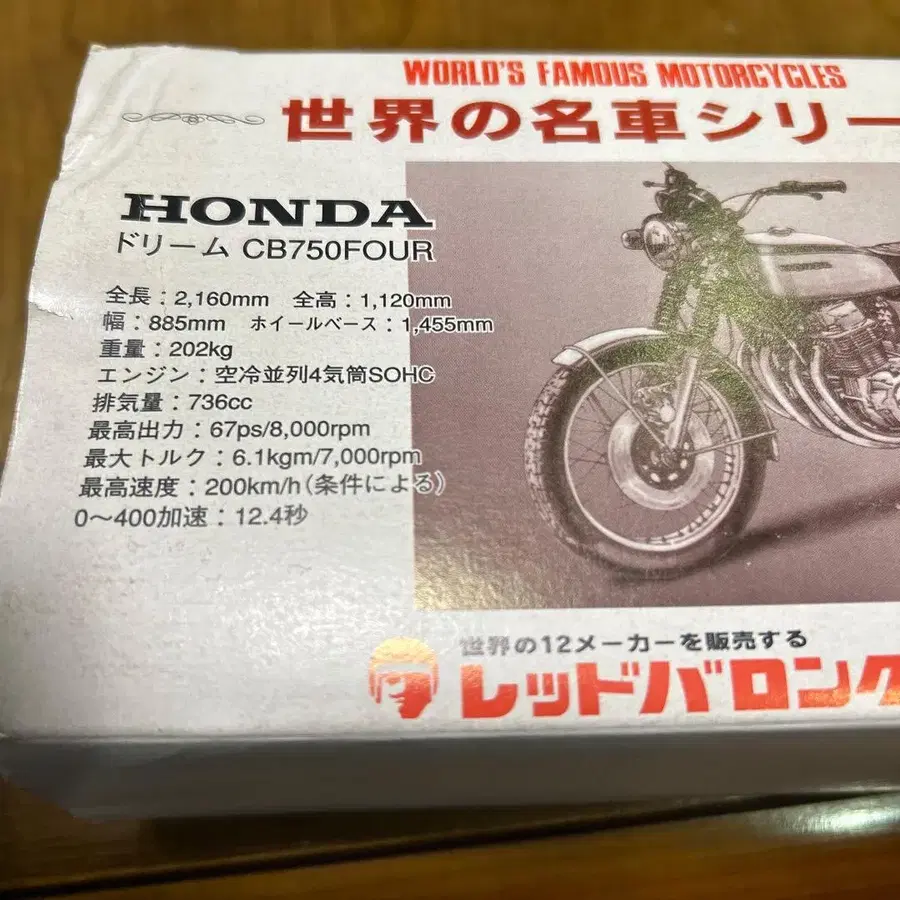 WORLD'S FAMOUS MOTORCYCLES
世界の名車シリー
HONDA
ドリーム CB750FOUR
全長：2,160mm 全高：1,120mm
幅：885mm ホイールベース：1,455mm
重量：202kg
エンジン：空冷並列4気筒SOHC
排気量：736cc
最高出力：67ps/8,000rpm
最大トルク：6.1kgm/7,000rpm
最高速度：200km/h（条件による）
0〜400加速：12.4秒
世界の12メーカーを販売する
レッドバロング